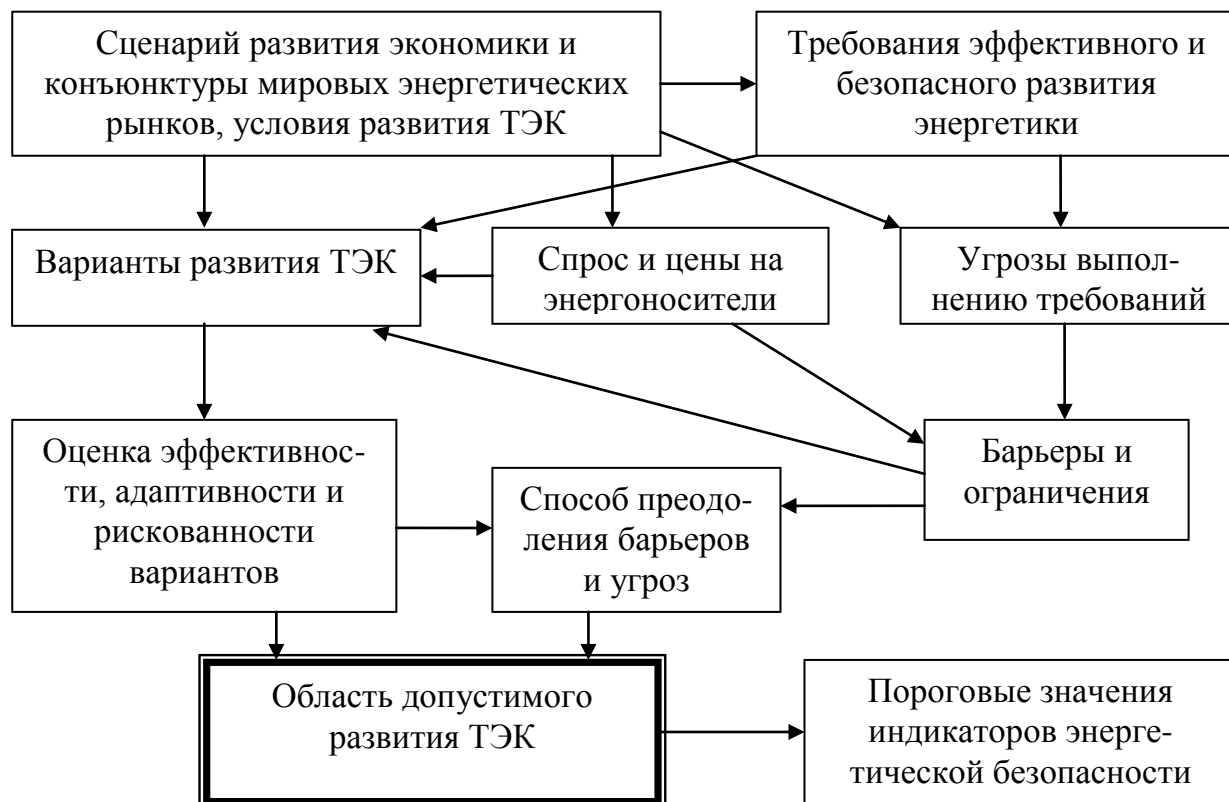 Сценарий развития экономики и
конъюнктуры мировых энергетических
рынков, условия развития ТЭК
Требования эффективного и
безопасного развития
энергетики
Варианты развития ТЭК
Спрос и цены на
энергоносители
Угрозы выпол-
нению требований
Оценка эффективнос-
ти, адаптивности и
рискованности
вариантов
Способ преодо-
ления барьеров
и угроз
Барьеры и
ограничения
Область допустимого
развития ТЭК
Пороговые значения
индикаторов энерге-
тической безопасности